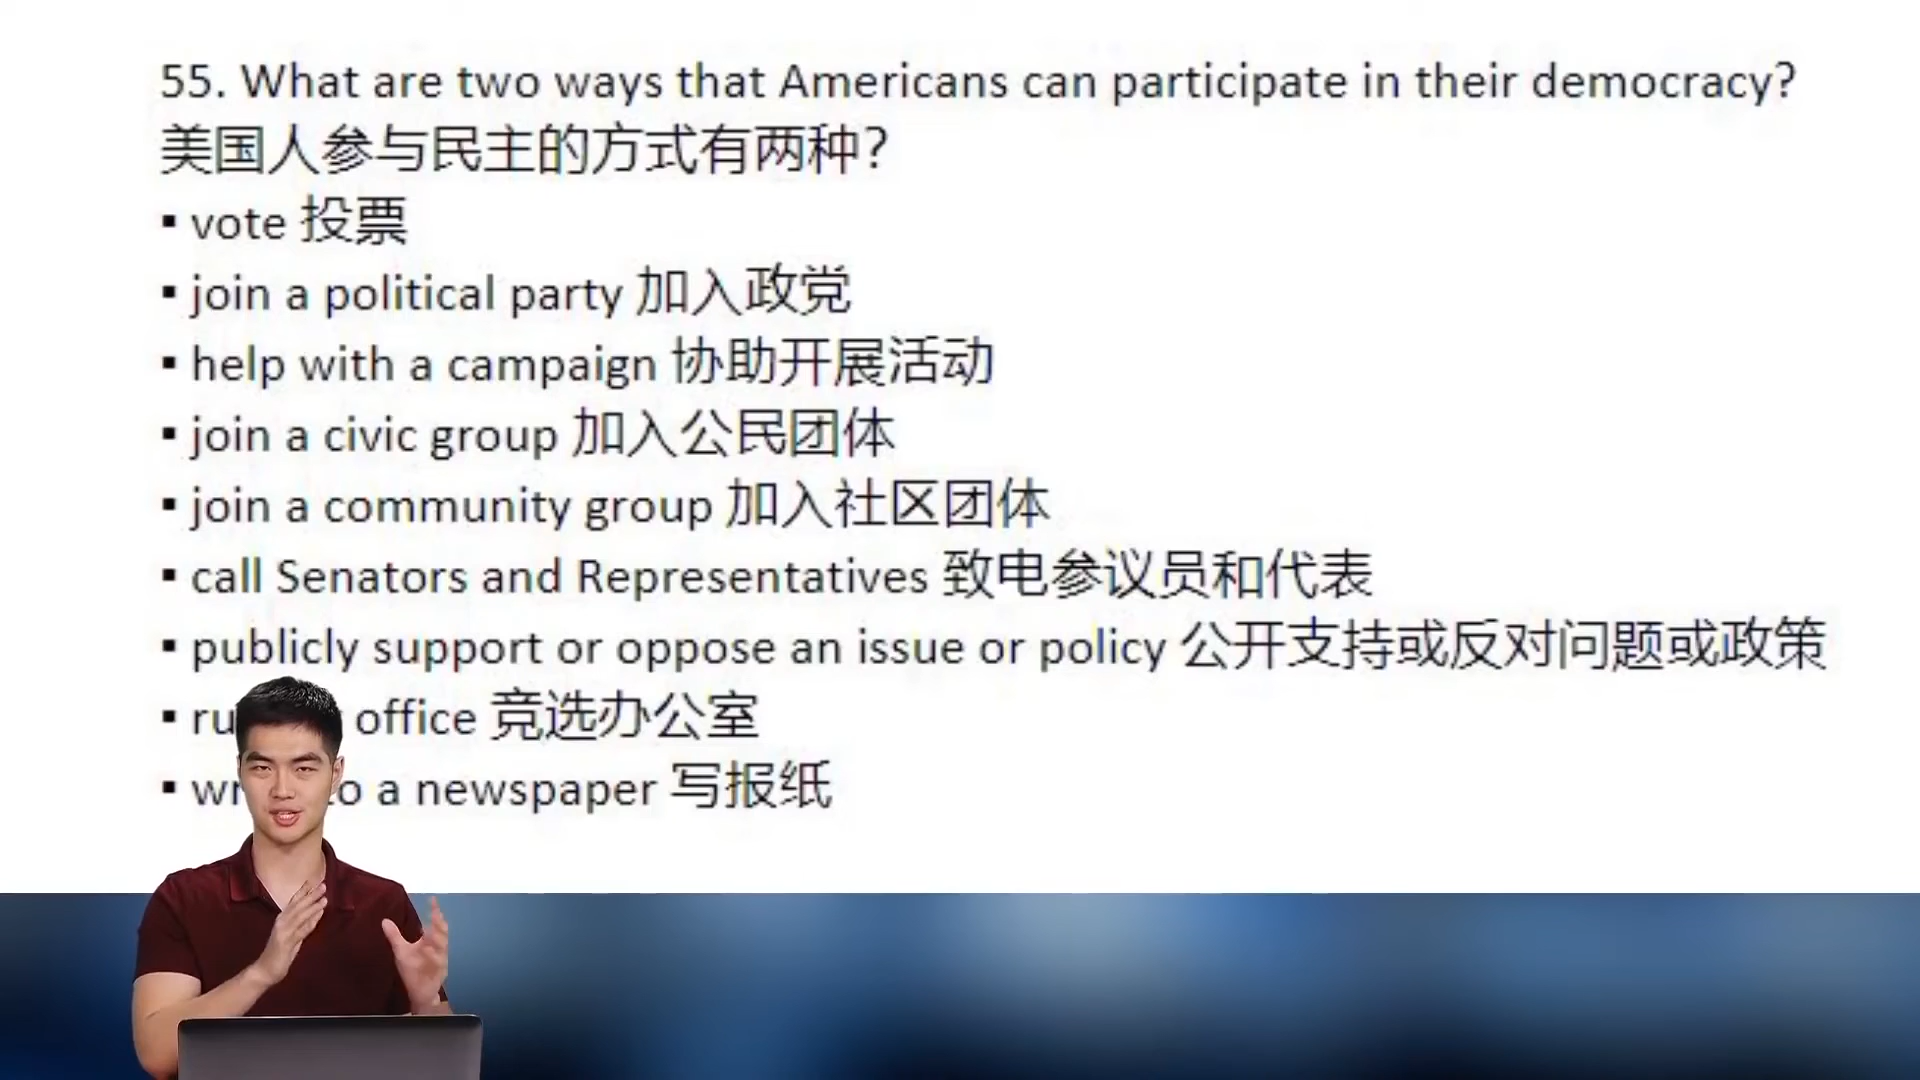 55. What are two ways that Americans can participate in their democracy?
美国人参与民主的方式有两种?
▪ vote 投票
▪ join a political party 加入政党
▪ help with a campaign 协助开展活动
▪ join a civic group 加入公民团体
▪ join a community group 加入社区团体
▪ call Senators and Representatives 致电参议员和代表
▪ publicly support or oppose an issue or policy 公开支持或反对问题或政策
▪ office 竞选办公室
▪ a newspaper 写报纸